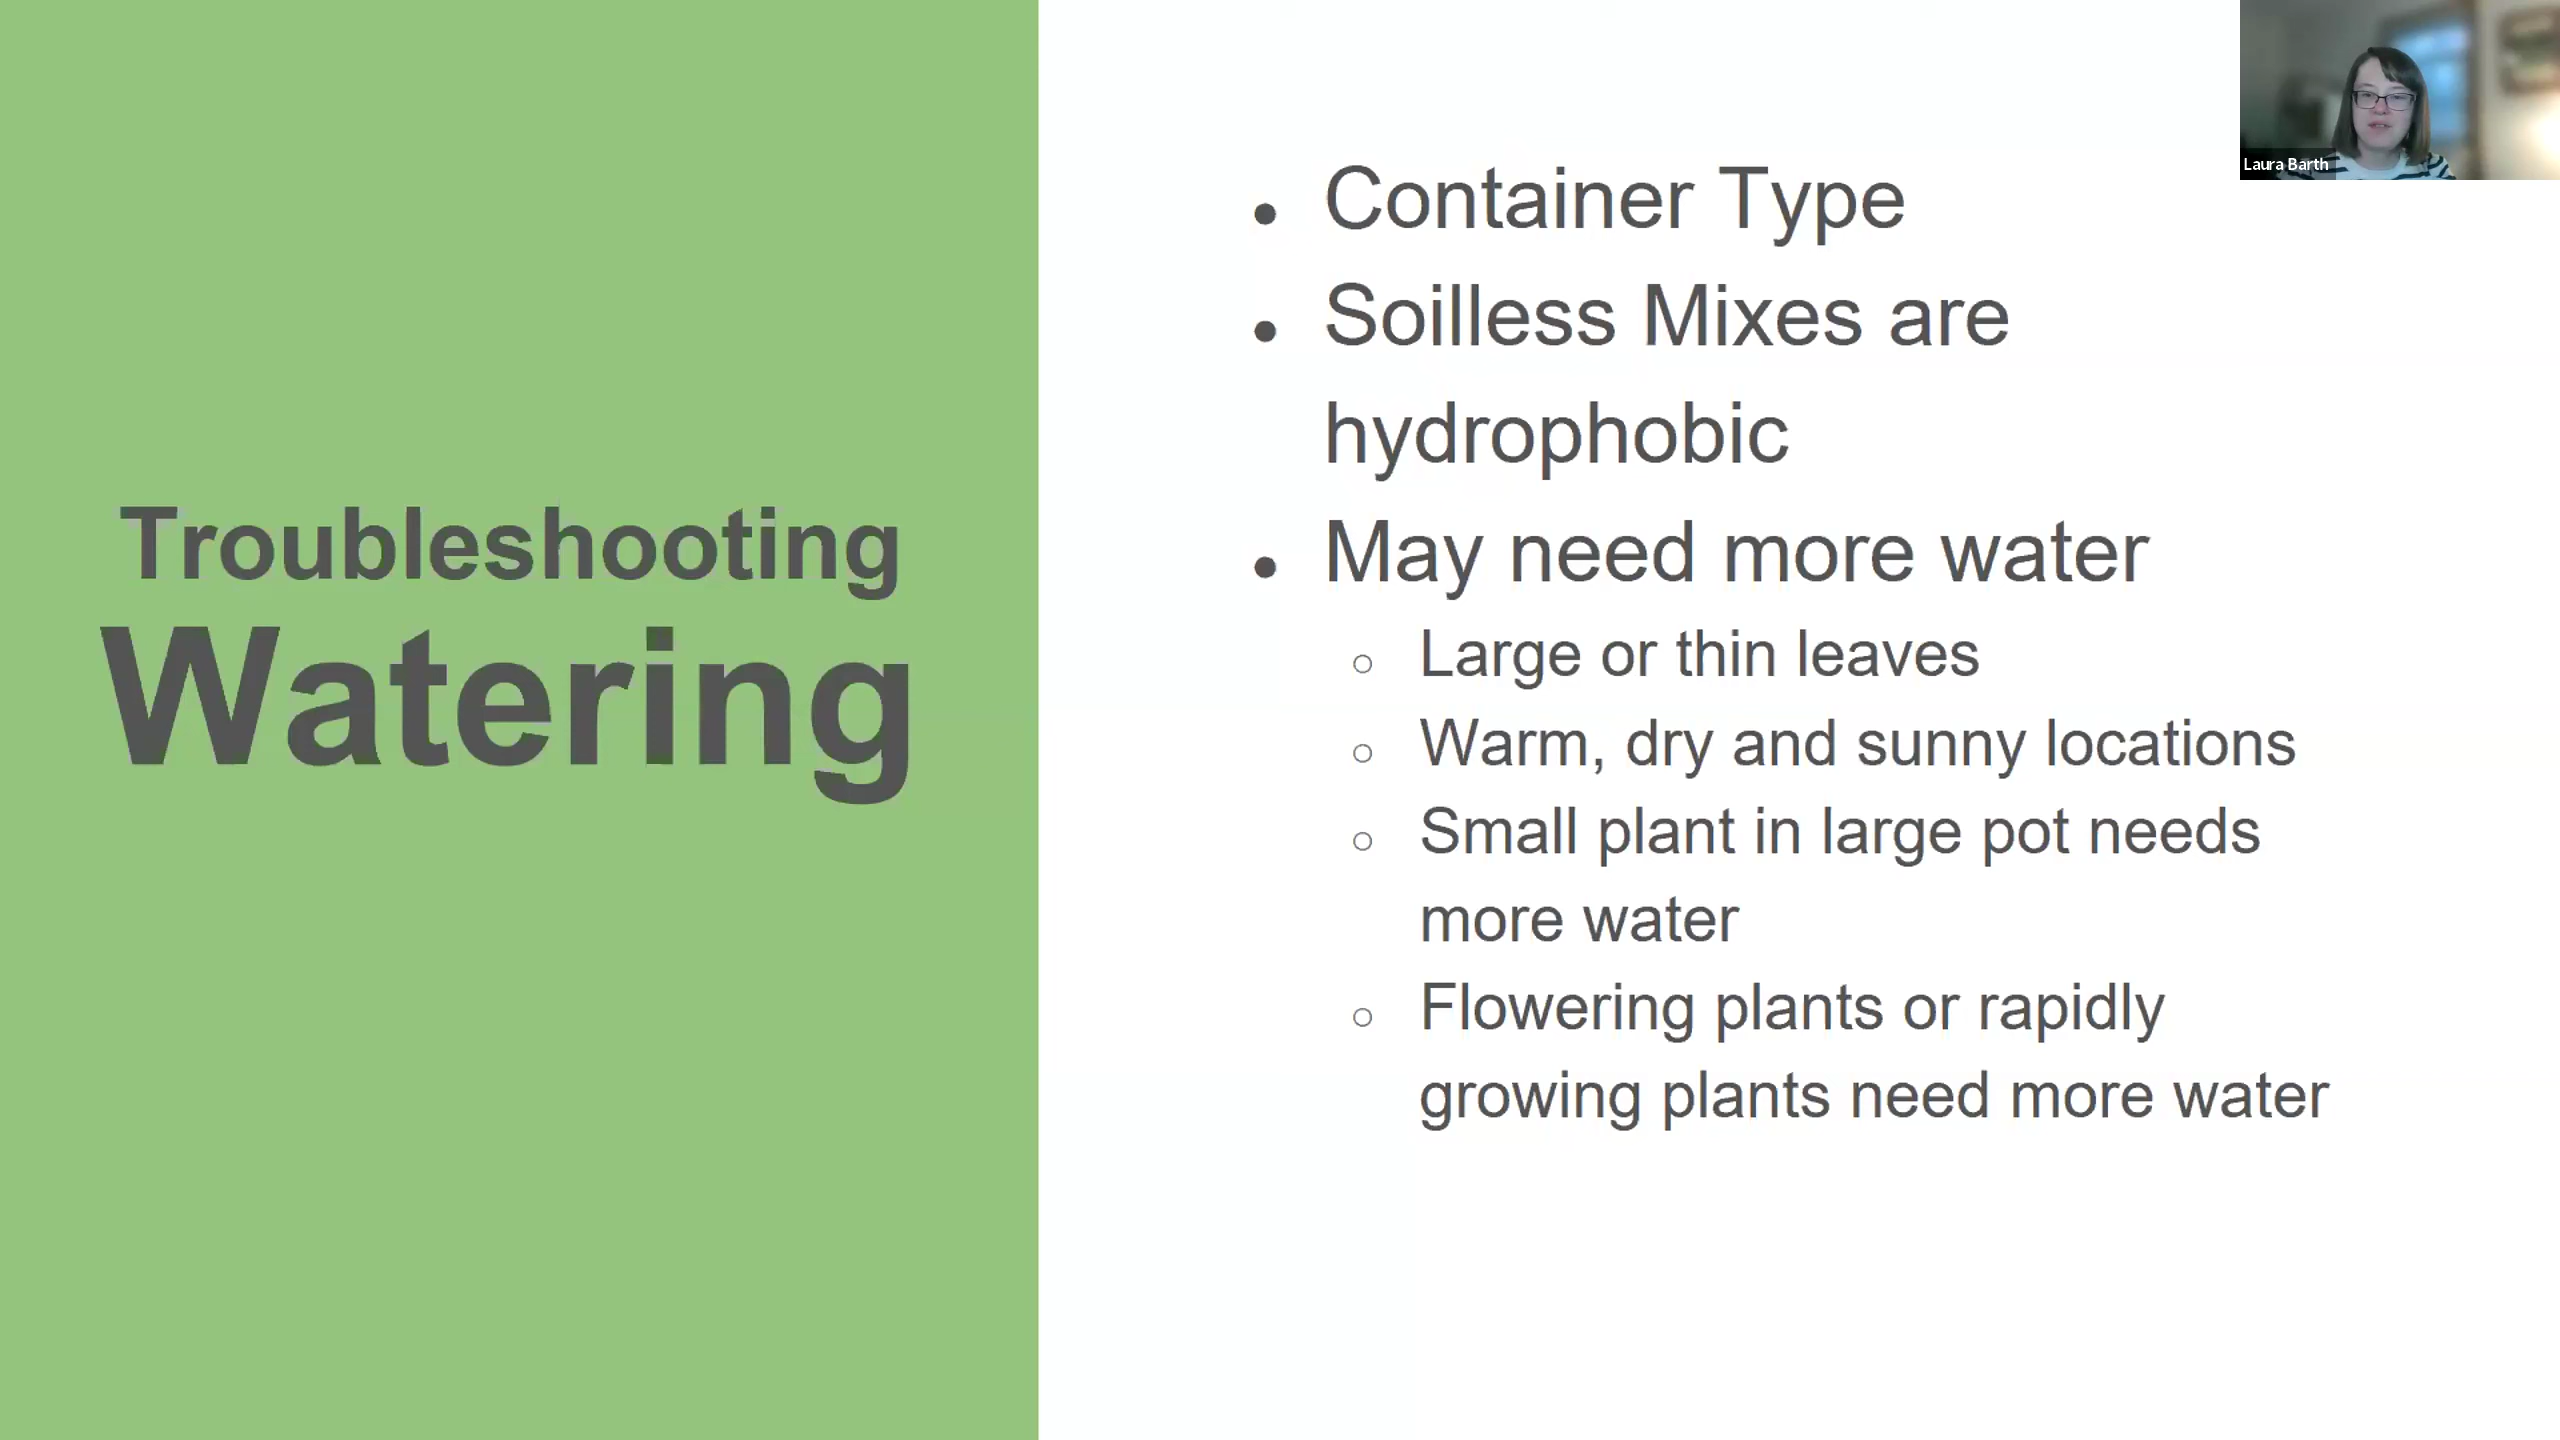 Troubleshooting
Watering
• Container Type
• Soilless Mixes are
hydrophobic
• May need more water
○ Large or thin leaves
○ Warm, dry and sunny locations
○ Small plant in large pot needs
more water
○ Flowering plants or rapidly
growing plants need more water
Laura Barth